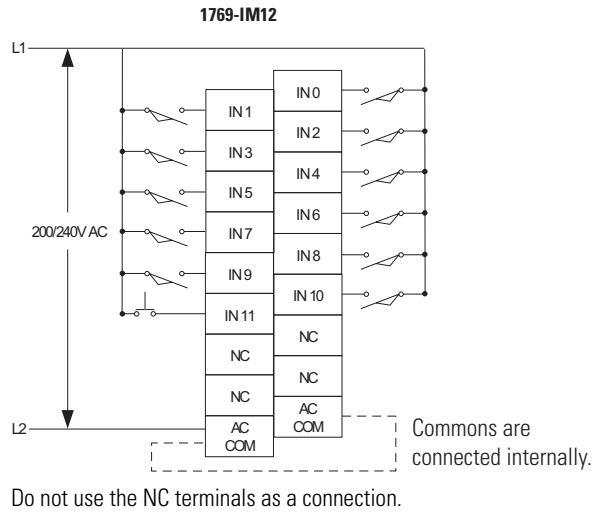 1769-IM12
L1
IN 0
IN 1
IN 2
IN 3
IN 4
IN 5
IN 6
200/240V AC
IN 7
IN 8
IN 9
IN 10
IN 11
NC
NC
NC
NC
AC
COM
L2
AC
COM
Commons are
connected internally.
Do not use the NC terminals as a connection.